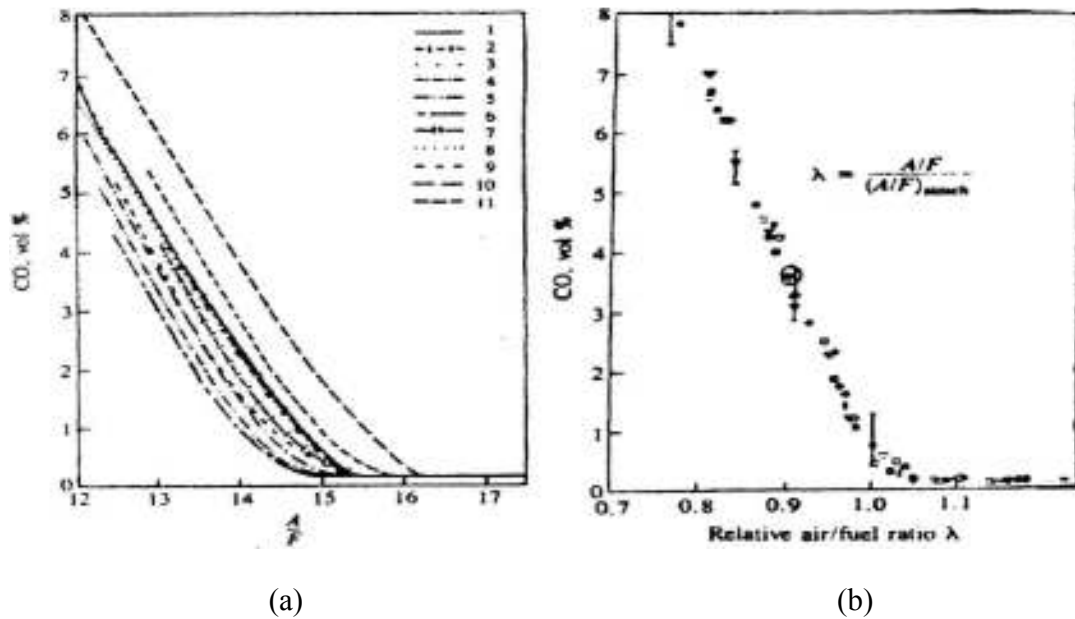 8
7
6
5
4
3
2
1
0
CO, vol %
1
2
3
4
5
6
7
8
9
10
11
12 13 14 15 16 17
A
F
8
7
6
5
4
3
2
1
0
CO, vol %
λ = A/F
(A/F)
0.7 0.8 0.9 1.0 1.1
Relative air/fuel ratio λ
(a) (b)